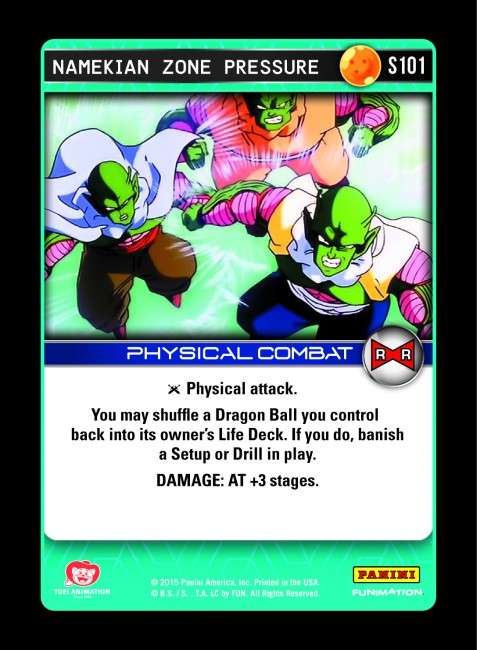 NAMEKIAN ZONE PRESSURE
S101
PHYSICAL COMBAT
R R
Physical attack.
You may shuffle a Dragon Ball you control
back into its owner's Life Deck. If you do, banish
a Setup or Drill in play.
DAMAGE: AT +3 stages.
TOEI ANIMATION
© 2015 Panini America, Inc. Printed in the USA.
© B.S. / S. , T.A. LC by FUN. All Rights Reserved.
PANINI
FUNIMATION